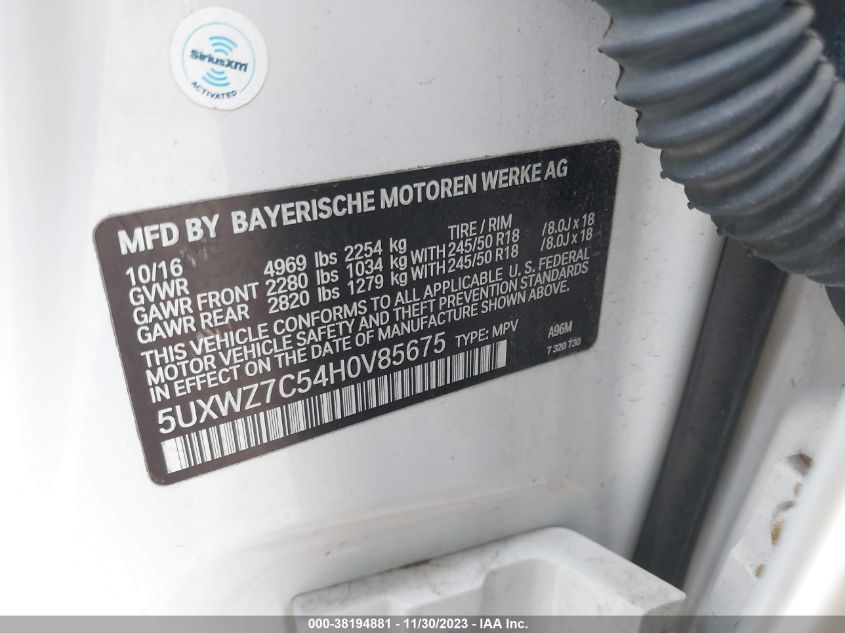 SiriusXM
ACTIVATED
MFD BY BAYERISCHE MOTOREN WERKE AG
10/16
GVWR 4969 lbs 2254 kg TIRE / RIM
GAWR FRONT 2280 lbs 1034 kg WITH 245/50 R18 /8.0J x 18
GAWR REAR 2820 lbs 1279 kg WITH 245/50 R18 /8.0J x 18
THIS VEHICLE CONFORMS TO ALL APPLICABLE U. S. FEDERAL
MOTOR VEHICLE SAFETY AND THEFT PREVENTION STANDARDS
IN EFFECT ON THE DATE OF MANUFACTURE SHOWN ABOVE.
5UXWZ7C54H0V85675 TYPE: MPV A96M
7 320 730
000-38194881 - 11/30/2023 - IAA Inc.